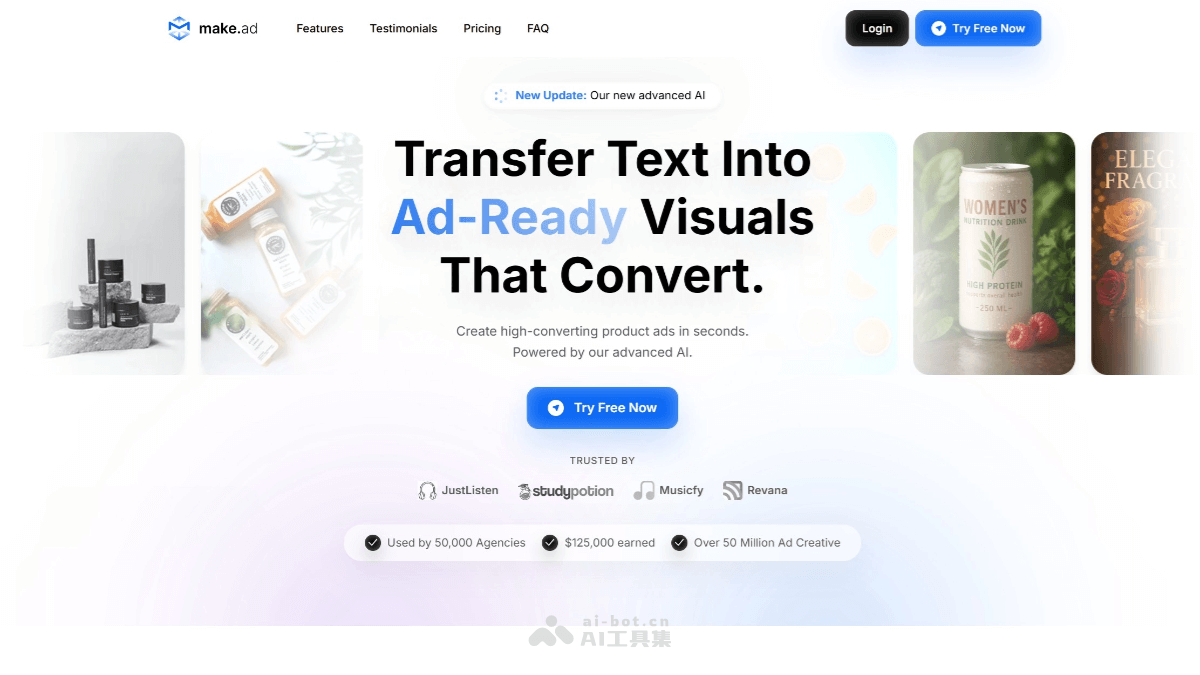 make.ad
Features
Testimonials
Pricing
FAQ
Login
Try Free Now
New Update: Our new advanced AI
Transfer Text Into
Ad-Ready Visuals
That Convert.
Create high-converting product ads in seconds.
Powered by our advanced AI.
Try Free Now
WOMEN'S
NUTRITION DRINK
HIGH PROTEIN
~250 ML~
ELEG
FRAGR
TRUSTED BY
JustListen
studypotion
Musicfy
Revana
Used by 50,000 Agencies
$125,000 earned
Over 50 Million Ad Creative
ai-bot.cn
AI工具集